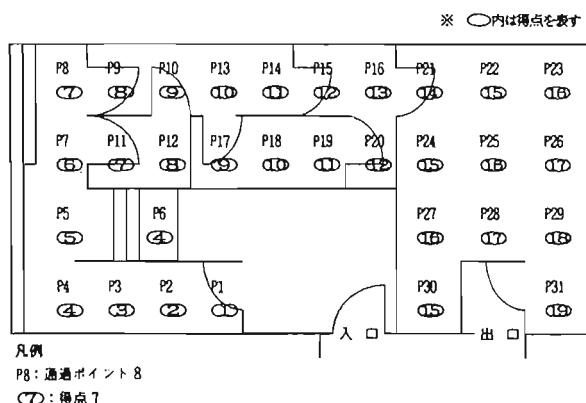 ※ ○内は得点を表す
P8 P9 P10 P13 P14 P15 P16 P21 P22 P23
⑦ ⑧ ⑨ ⑩ ⑪ ⑫ ⑬ ⑭ ⑮ ⑯
P7 P11 P12 P17 P18 P19 P20 P24 P25 P26
⑥ ⑦ ⑧ ⑨ ⑩ ⑪ ⑫ ⑮ ⑯ ⑰
P5 P6 P27 P28 P29
⑤ ④ ⑯ ⑰ ⑱
P4 P3 P2 P1 P30 P31
④ ③ ② ① ⑮ ⑲
入口 出口
凡例
P8：通過ポイント8
⑦：得点7